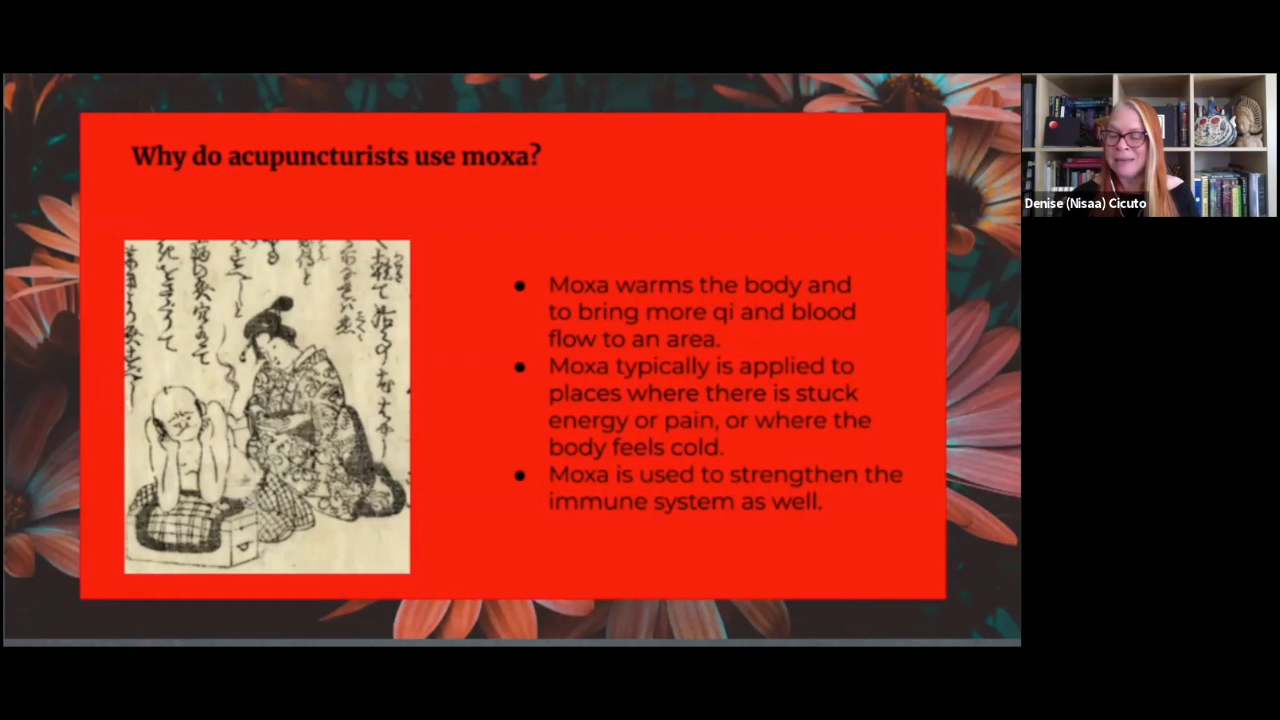 Why do acupuncturists use moxa?
● Moxa warms the body and
to bring more qi and blood
flow to an area.
● Moxa typically is applied to
places where there is stuck
energy or pain, or where the
body feels cold.
● Moxa is used to strengthen the
immune system as well.
Denise (Nisaa) Cicuto